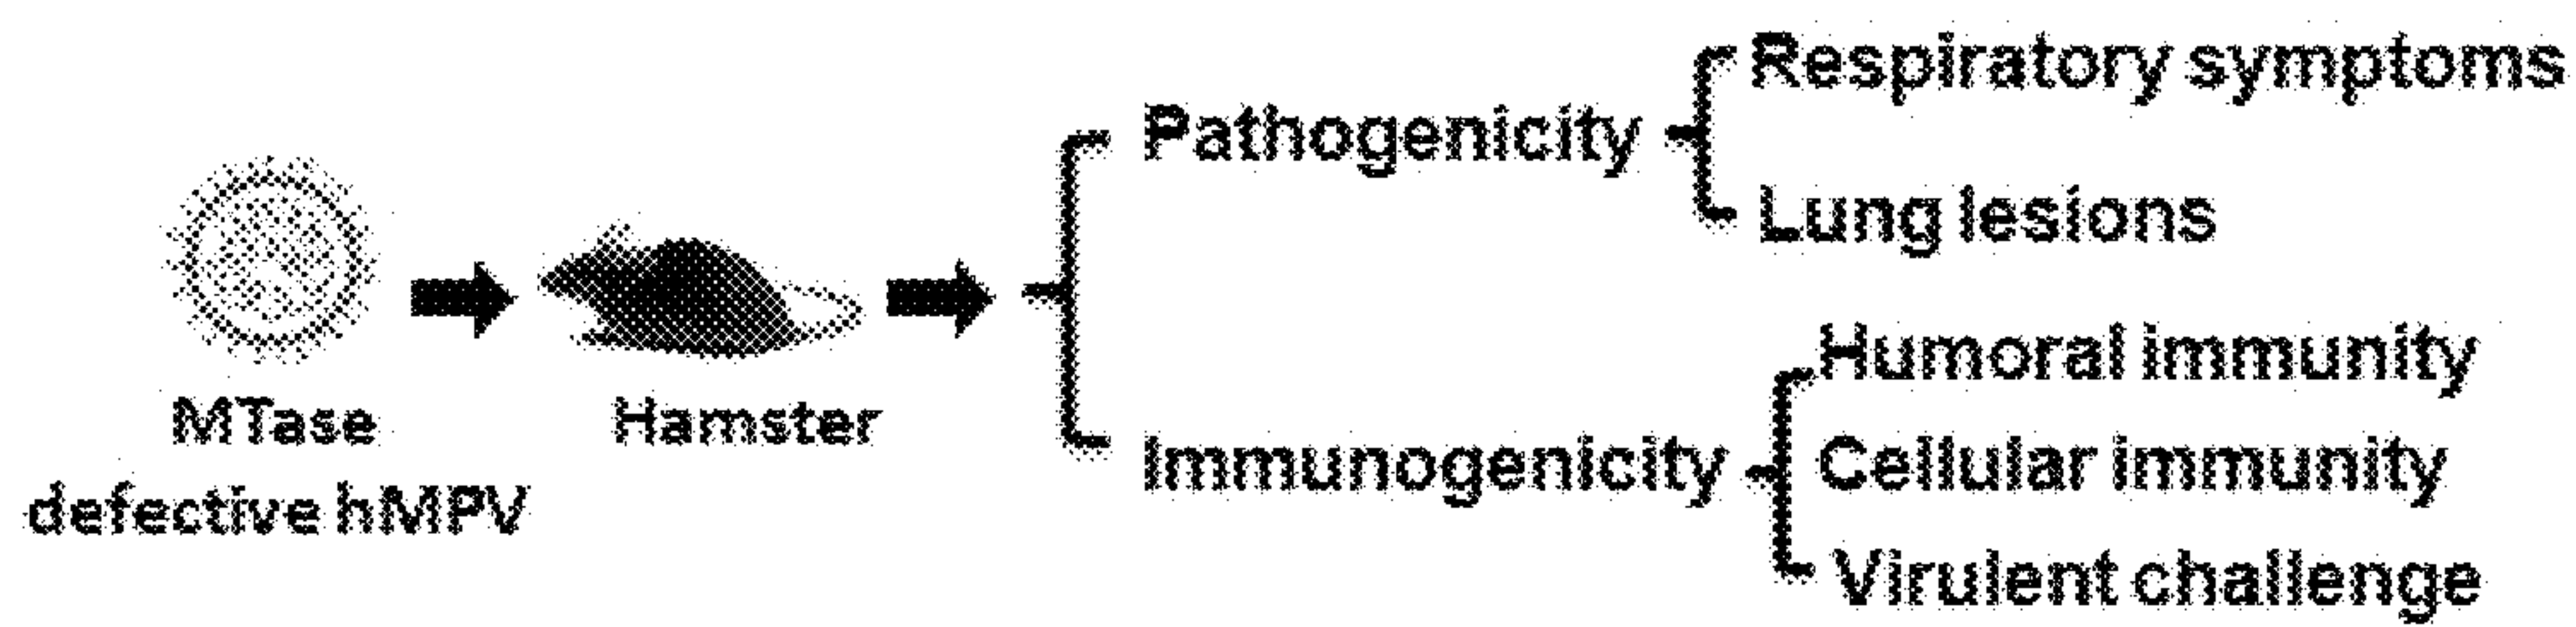 MTase
defective hMPV
Hamster
Pathogenicity
Respiratory symptoms
Lung lesions
Immunogenicity
Humoral immunity
Cellular immunity
Virulent challenge